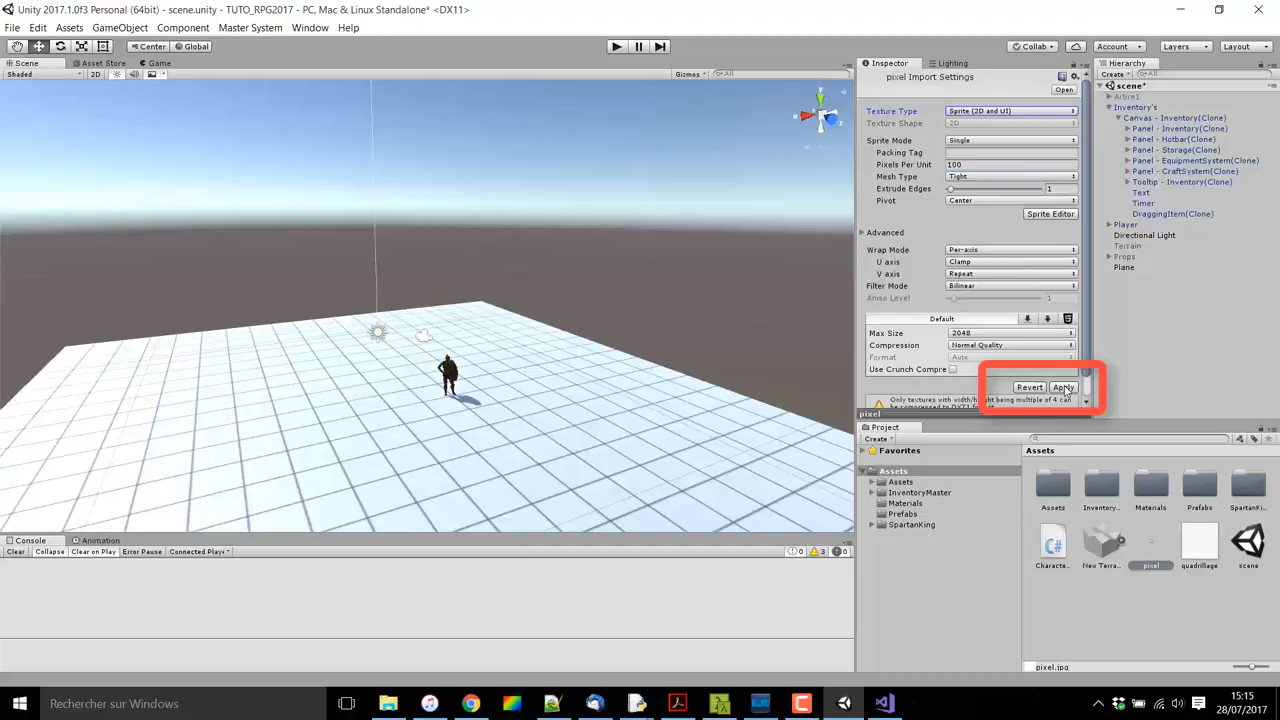 Unity 2017.1.0f3 Personal (64bit) - scene.unity - TUTO_RPG2017 - PC, Mac & Linux Standalone* <DX11>
File Edit Assets GameObject Component Master System Window Help
Center Global
Collab Account Layers Layout
Scene Asset Store Game
Shaded 2D Gizmos All
Inspector Lighting
pixel Import Settings
Open
Texture Type Sprite (2D and UI)
Texture Shape 2D
Sprite Mode Single
Packing Tag
Pixels Per Unit 100
Mesh Type Tight
Extrude Edges 1
Pivot Center
Sprite Editor
Advanced
Wrap Mode Per-axis
U axis Clamp
V axis Repeat
Filter Mode Bilinear
Aniso Level 1
Default
Max Size 2048
Compression Normal Quality
Format Auto
Use Crunch Compre
Revert Apply
Only textures with width/height being multiple of 4 can
pixel
Hierarchy
Create All
scene*
Arbre1
Inventory's
Canvas - Inventory(Clone)
Panel - Inventory(Clone)
Panel - Hotbar(Clone)
Panel - Storage(Clone)
Panel - EquipmentSystem(Clone)
Panel - CraftSystem(Clone)
Tooltip - Inventory(Clone)
Text
Timer
DraggingItem(Clone)
Player
Directional Light
Terrain
Props
Plane
Project
Create
Favorites
Assets
Assets
InventoryMaster
Materials
Prefabs
SpartanKing
Assets
Assets Inventory... Materials Prefabs SpartanKi...
Characte... New Terra... pixel quadrillage scene
pixel.jpg
Console Animation
Clear Collapse Clear on Play Error Pause Connected Play 0 3 0
Rechercher sur Windows
15:15
28/07/2017